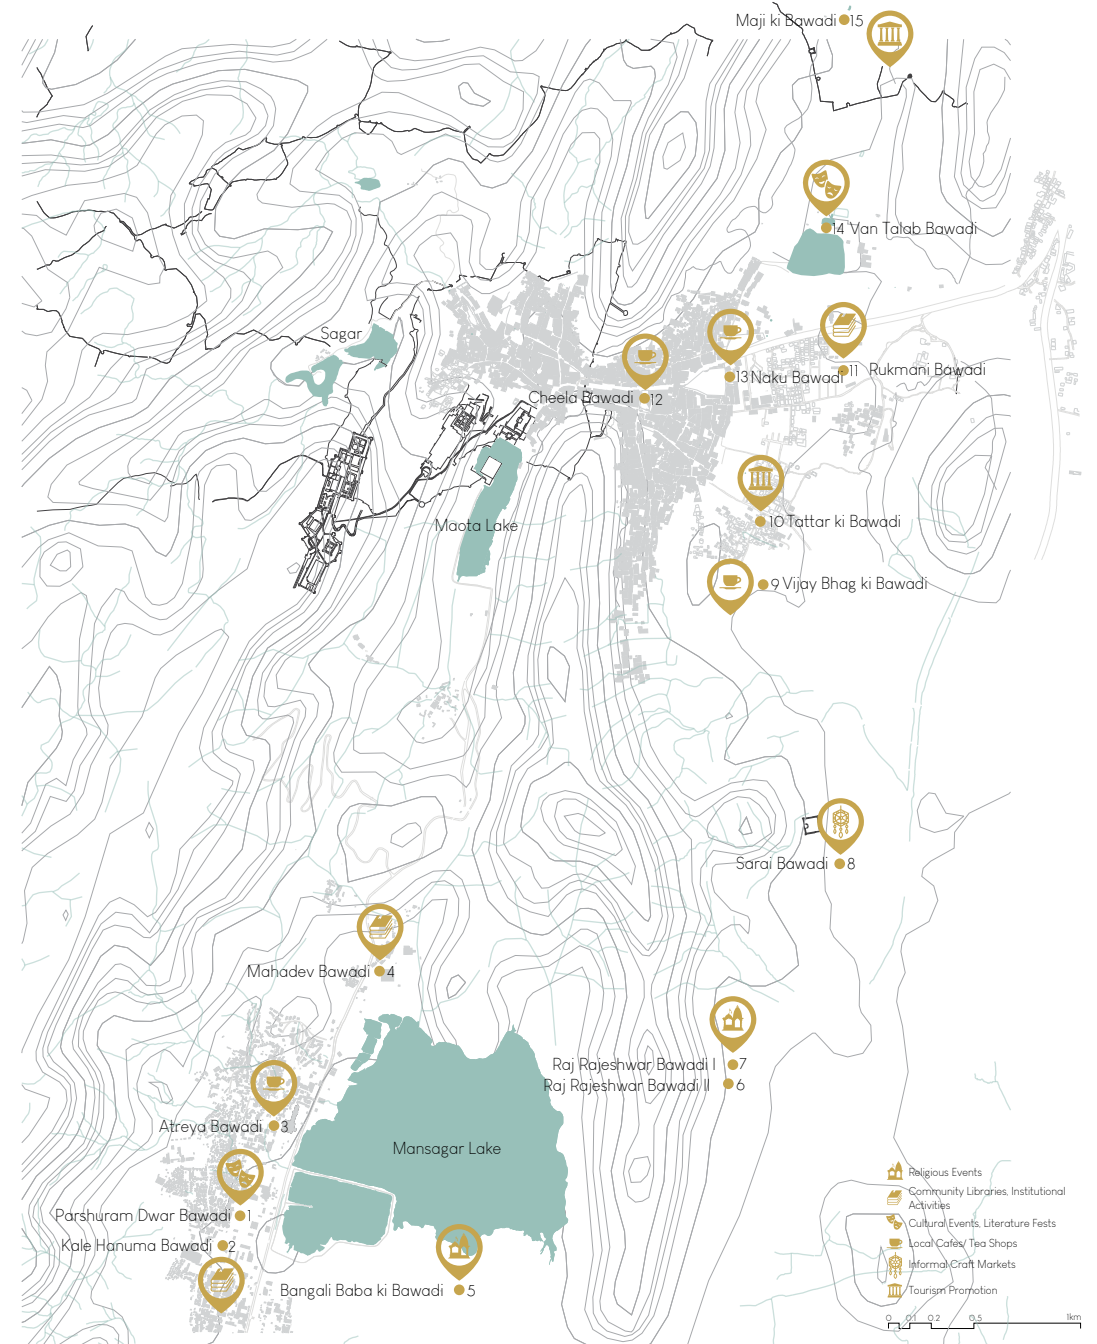 Maji ki Bawadi 15
14 Van Talab Bawadi
Sagar
11 Rukmani Bawadi
13 Naku Bawadi
Cheela Bawadi 12
Maota Lake
10 Tattar ki Bawadi
9 Vijay Bhag ki Bawadi
Sarai Bawadi 8
Mahadev Bawadi 4
Raj Rajeshwar Bawadi I 7
Raj Rajeshwar Bawadi II 6
Atreya Bawadi 3
Mansagar Lake
Parshuram Dwar Bawadi 1
Kale Hanuma Bawadi 2
Bangali Baba ki Bawadi 5
Religious Events
Community Libraries, Institutional
Activities
Cultural Events, Literature Fests
Local Cafes/ Tea Shops
Informal Craft Markets
Tourism Promotion
0 0.1 0.2 0.5 1km